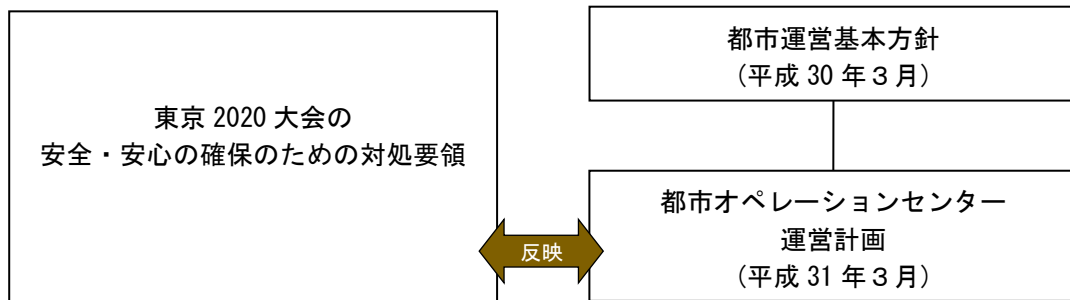 東京 2020 大会の
安全・安心の確保のための対処要領
都市運営基本方針
(平成 30 年３月)
都市オペレーションセンター
運営計画
(平成 31 年３月)
反映